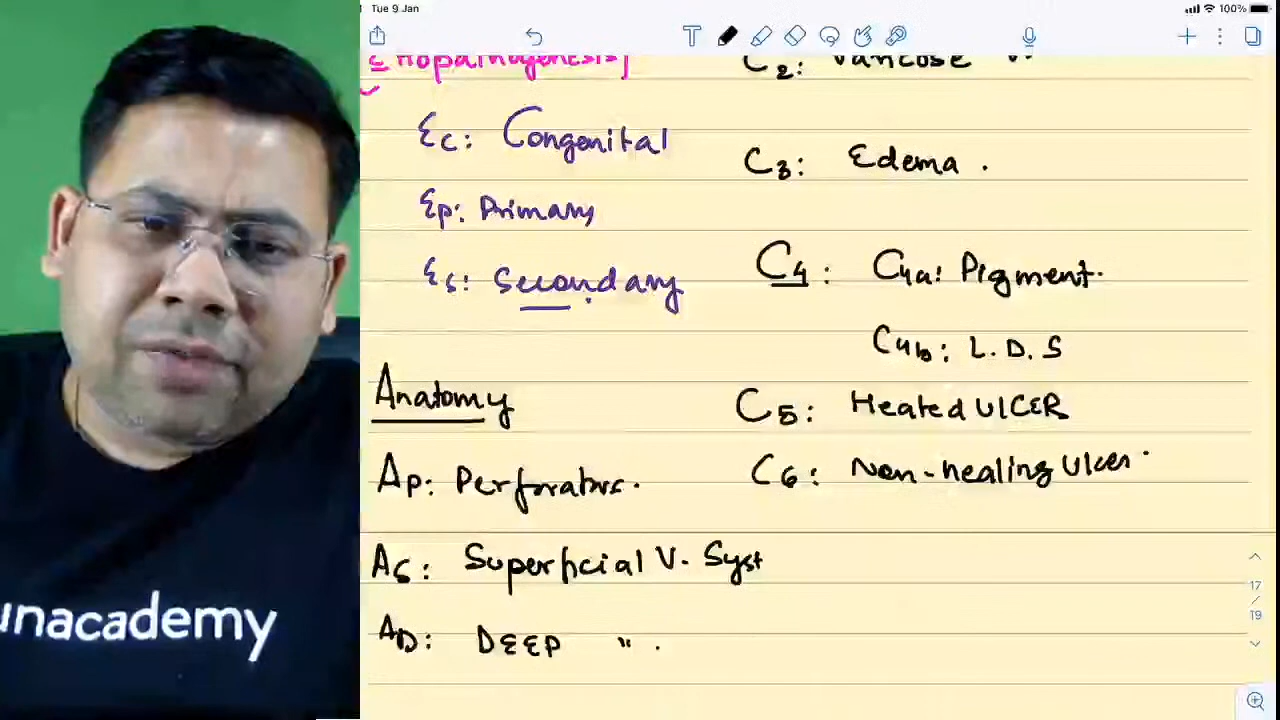 Tue 9 Jan
100%
Etiopathogenesis]
Ec: Congenital
Ep: Primary
Es: Secondary
Anatomy
Ap: Perforators.
As: Superficial V. Syst
AD: DEEP " .
C2: Varicose V.
C3: Edema .
C4: C4a: Pigment.
C4b: L.D.S
C5: Healed ULCER
C6: Non-healing Ulcer.
17
/
19
unacademy